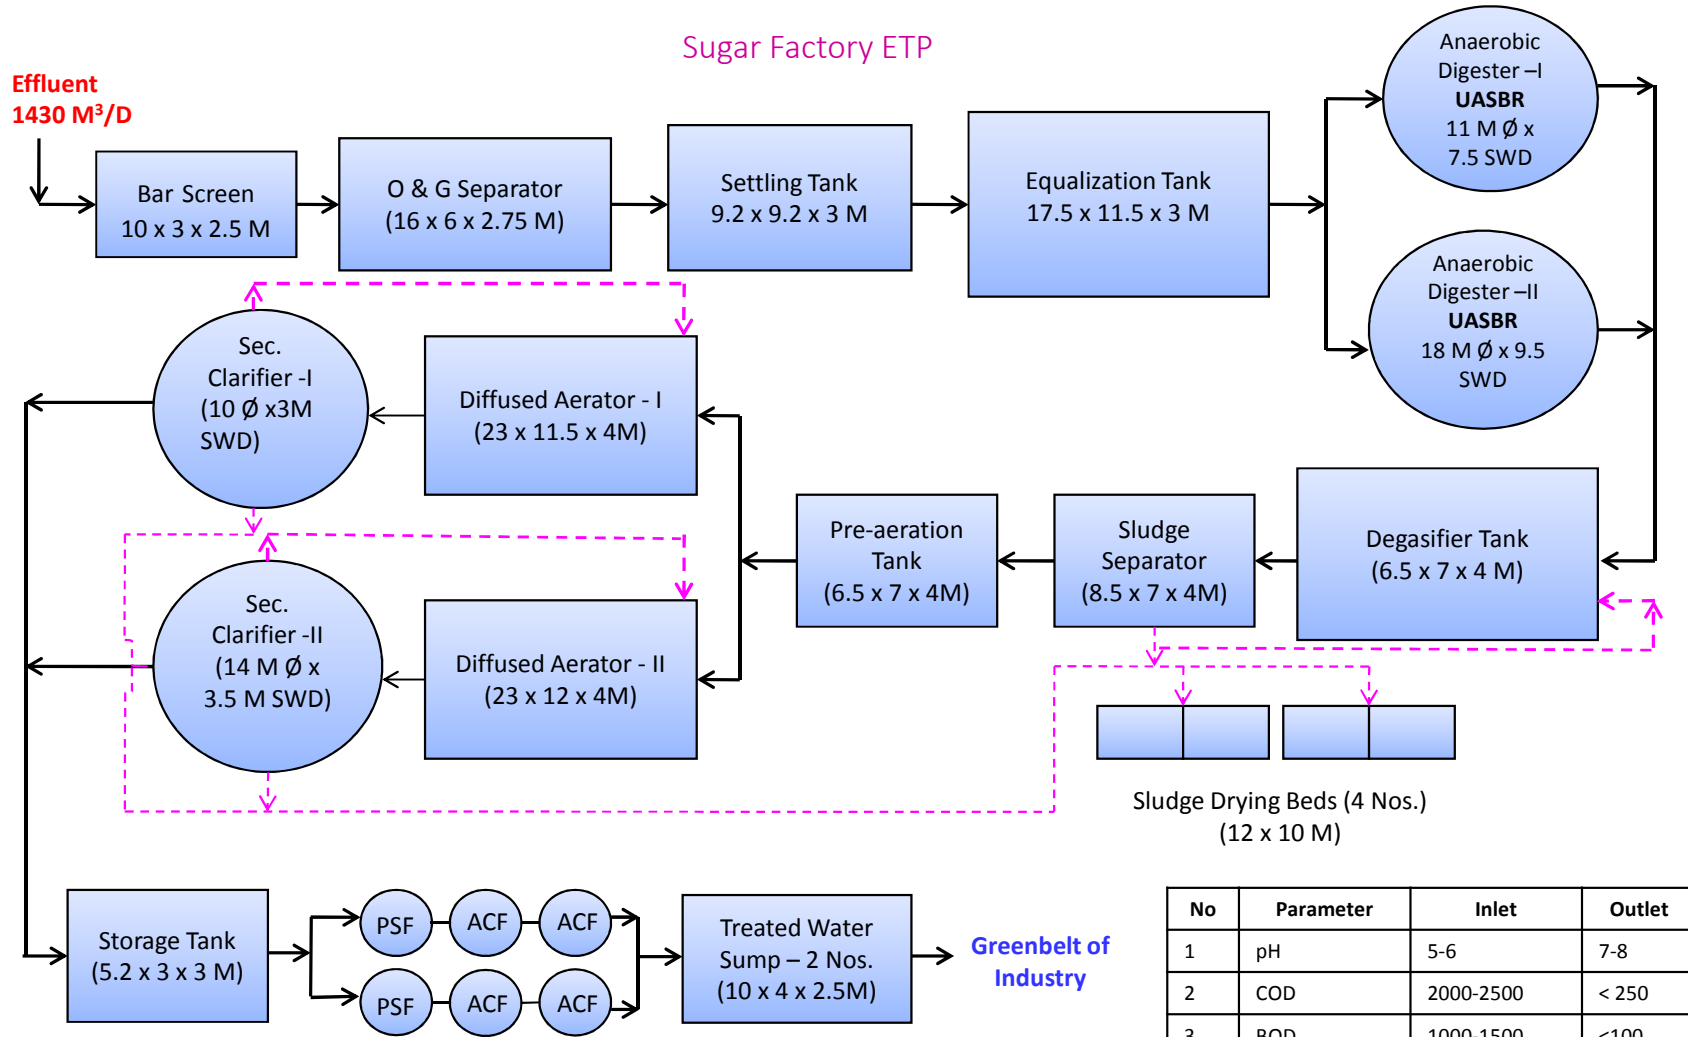 Sugar Factory ETP
Effluent
1430 M³/D
Bar Screen
10 x 3 x 2.5 M
O & G Separator
(16 x 6 x 2.75 M)
Settling Tank
9.2 x 9.2 x 3 M
Equalization Tank
17.5 x 11.5 x 3 M
Anaerobic
Digester –I
UASBR
11 M Ø x
7.5 SWD
Anaerobic
Digester –II
UASBR
18 M Ø x 9.5
SWD
Sec.
Clarifier -I
(10 Ø x3M
SWD)
Diffused Aerator - I
(23 x 11.5 x 4M)
Pre-aeration
Tank
(6.5 x 7 x 4M)
Sludge
Separator
(8.5 x 7 x 4M)
Degasifier Tank
(6.5 x 7 x 4 M)
Sec.
Clarifier -II
(14 M Ø x
3.5 M SWD)
Diffused Aerator - II
(23 x 12 x 4M)
Sludge Drying Beds (4 Nos.)
(12 x 10 M)
Storage Tank
(5.2 x 3 x 3 M)
PSF ACF ACF
PSF ACF ACF
Treated Water
Sump – 2 Nos.
(10 x 4 x 2.5M)
Greenbelt of
Industry
No Parameter Inlet Outlet
1 pH 5-6 7-8
2 COD 2000-2500 < 250
3 BOD 1000-1500 <100